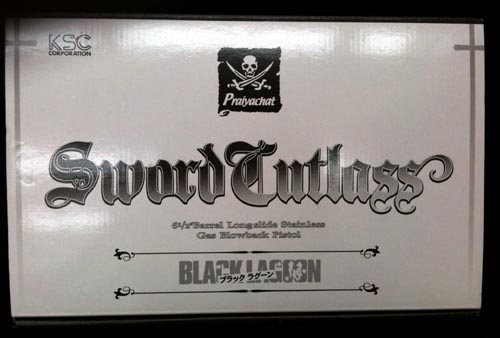 KSC
CORPORATION
Praiyachat
Sword Cutlass
6 1/2" Barrel Longslide Stainless
Gas Blowback Pistol
BLACK LAGOON
ブラック ラグーン